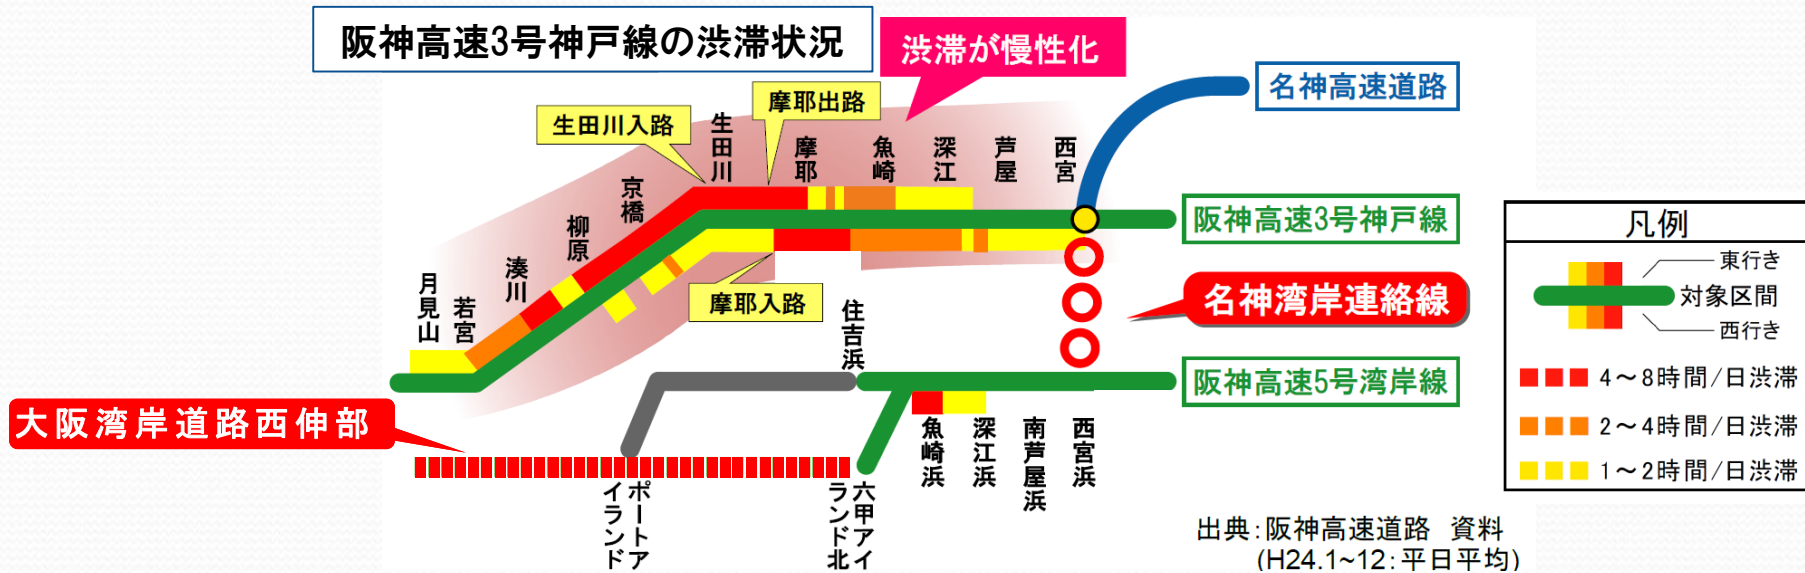 阪神高速3号神戸線の渋滞状況
渋滞が慢性化
名神高速道路
摩耶出路
生田川入路
生田川
摩耶
魚崎
深江
芦屋
西宮
京橋
柳原
湊川
月見山
若宮
阪神高速3号神戸線
摩耶入路
住吉浜
名神湾岸連絡線
阪神高速5号湾岸線
大阪湾岸道路西伸部
魚崎浜
深江浜
南芦屋浜
西宮浜
ポートア
イランド
六甲アイ
ランド北
凡例
東行き
対象区間
西行き
4～8時間/日渋滞
2～4時間/日渋滞
1～2時間/日渋滞
出典:阪神高速道路 資料
(H24.1~12:平日平均)